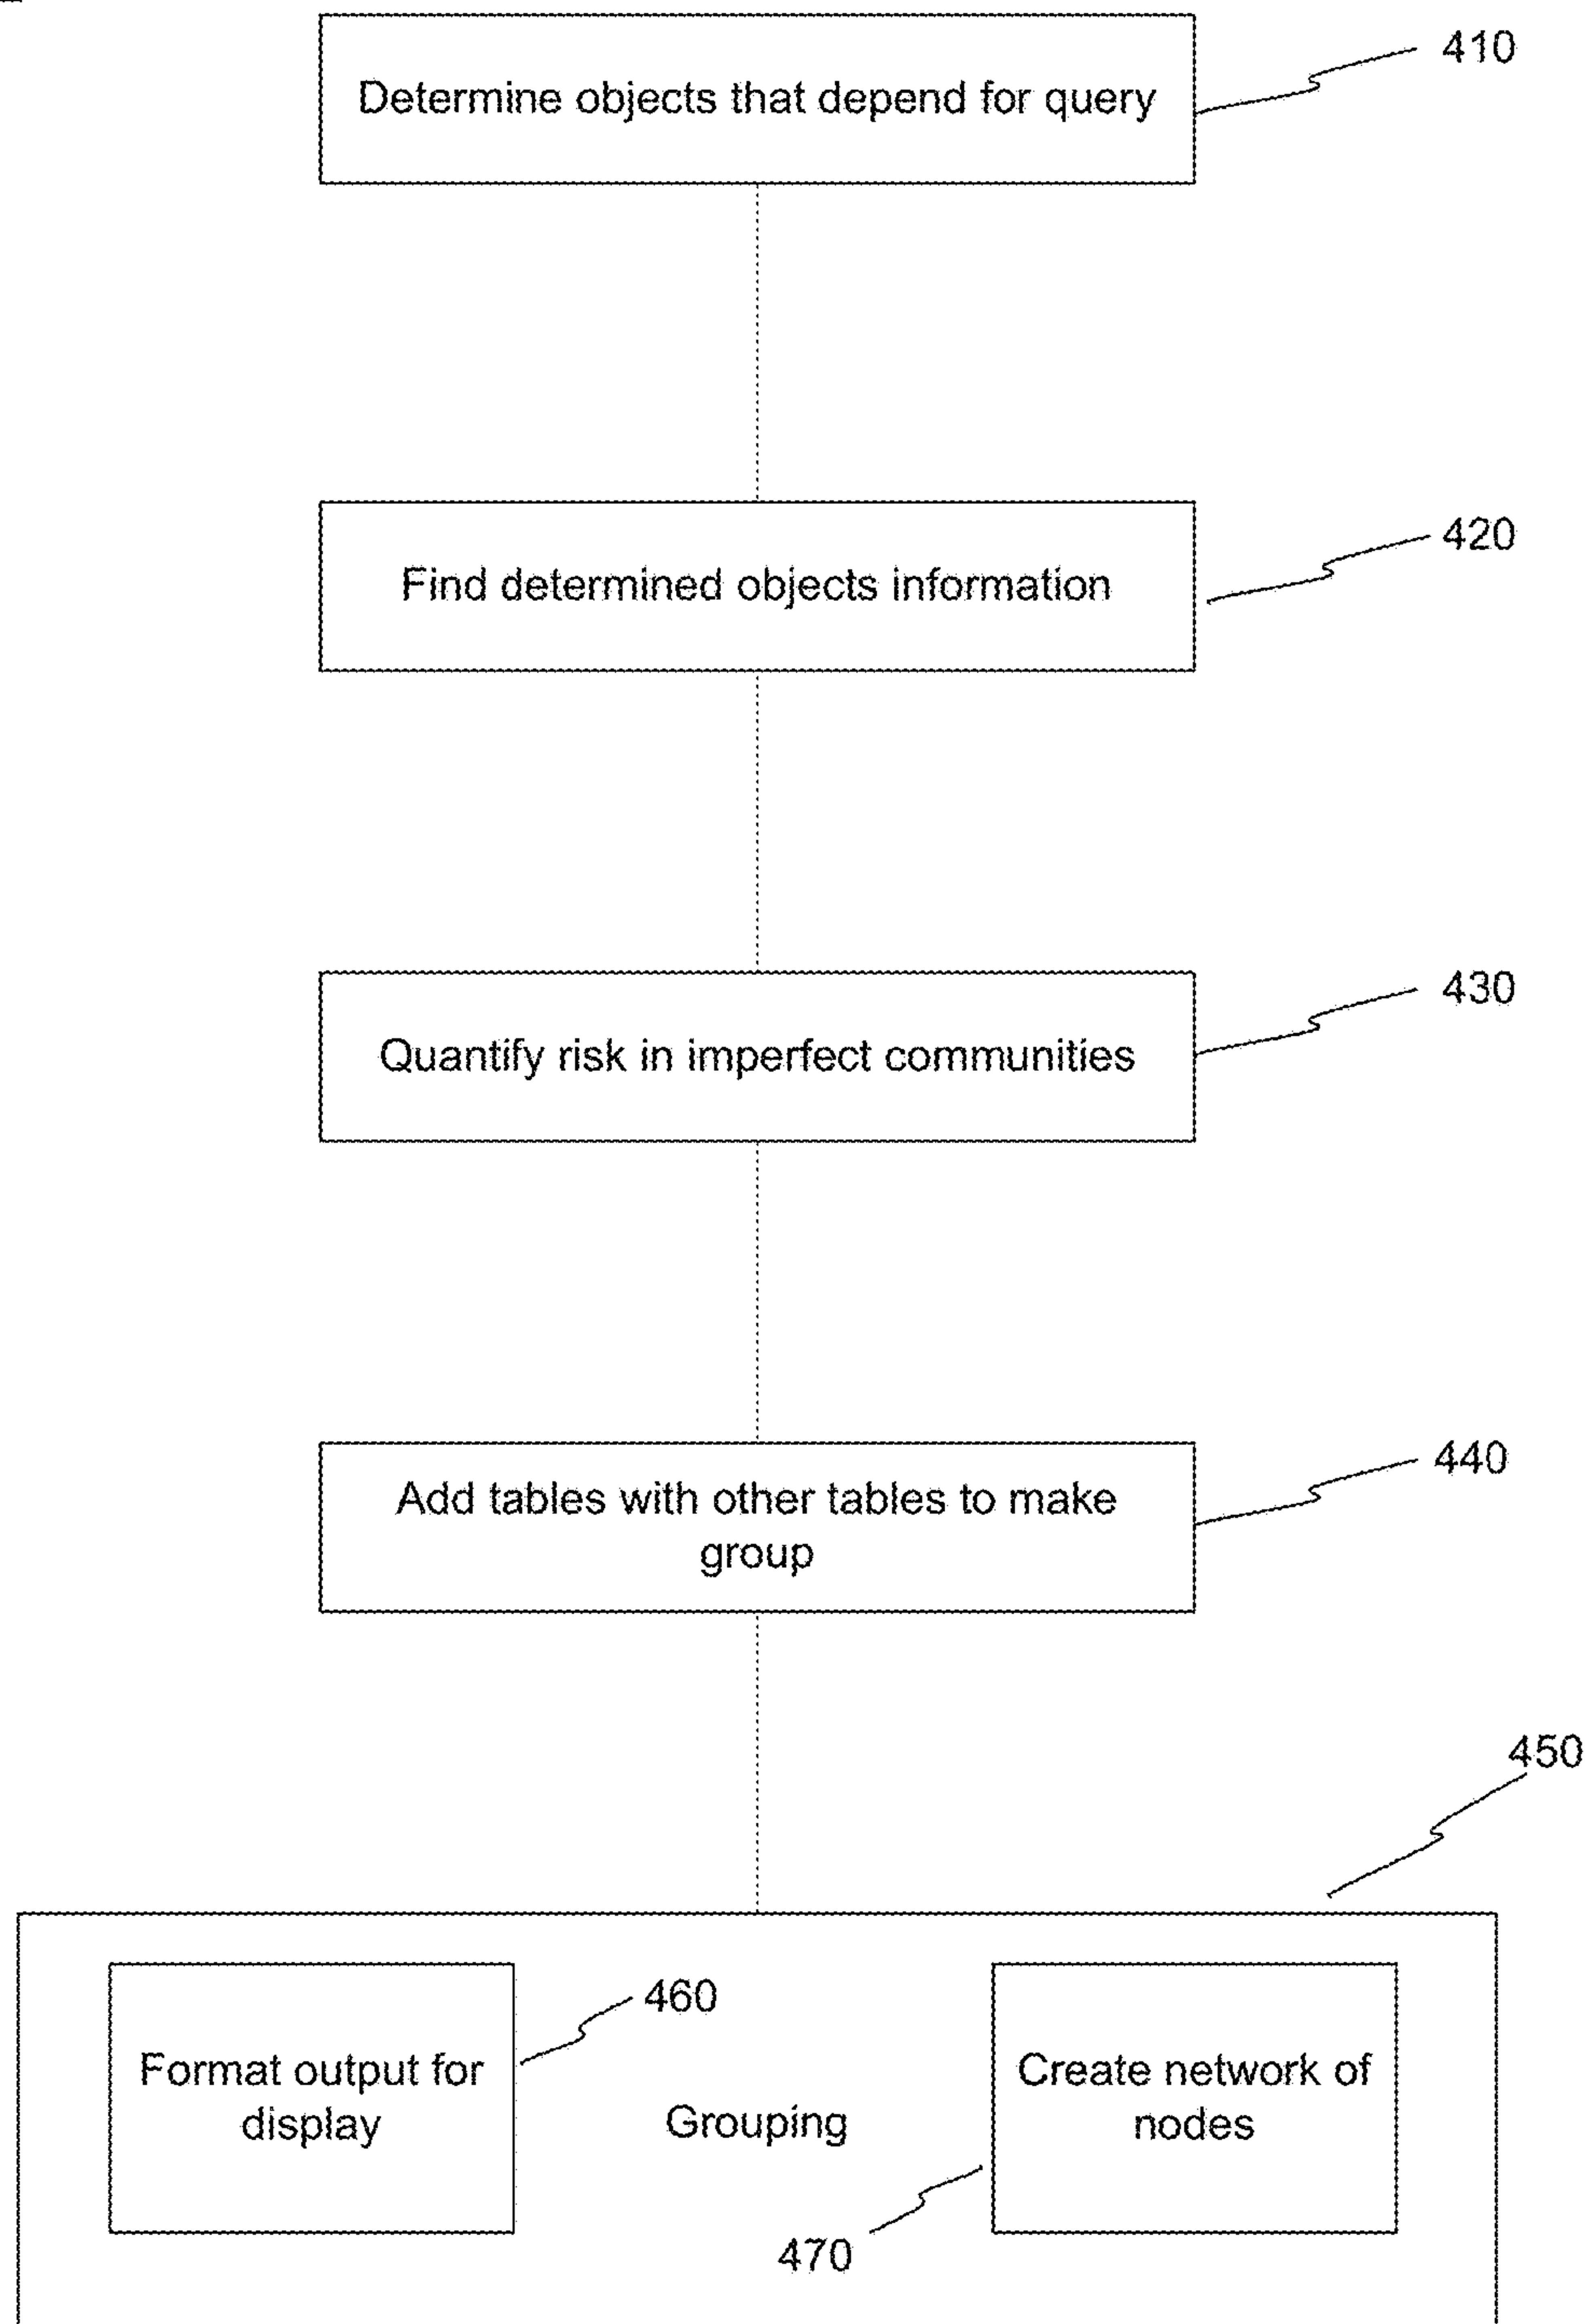 410
Determine objects that depend for query
420
Find determined objects information
430
Quantify risk in imperfect communities
440
Add tables with other tables to make
group
450
460
Format output for
display
Grouping
Create network of
nodes
470